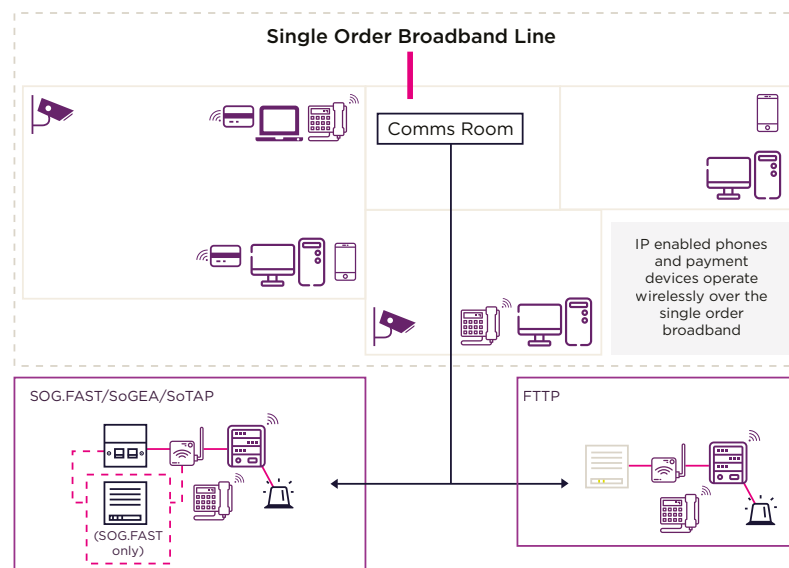 Single Order Broadband Line
Comms Room
IP enabled phones
and payment
devices operate
wirelessly over the
single order
broadband
SOG.FAST/SoGEA/SoTAP
(SOG.FAST
only)
FTTP